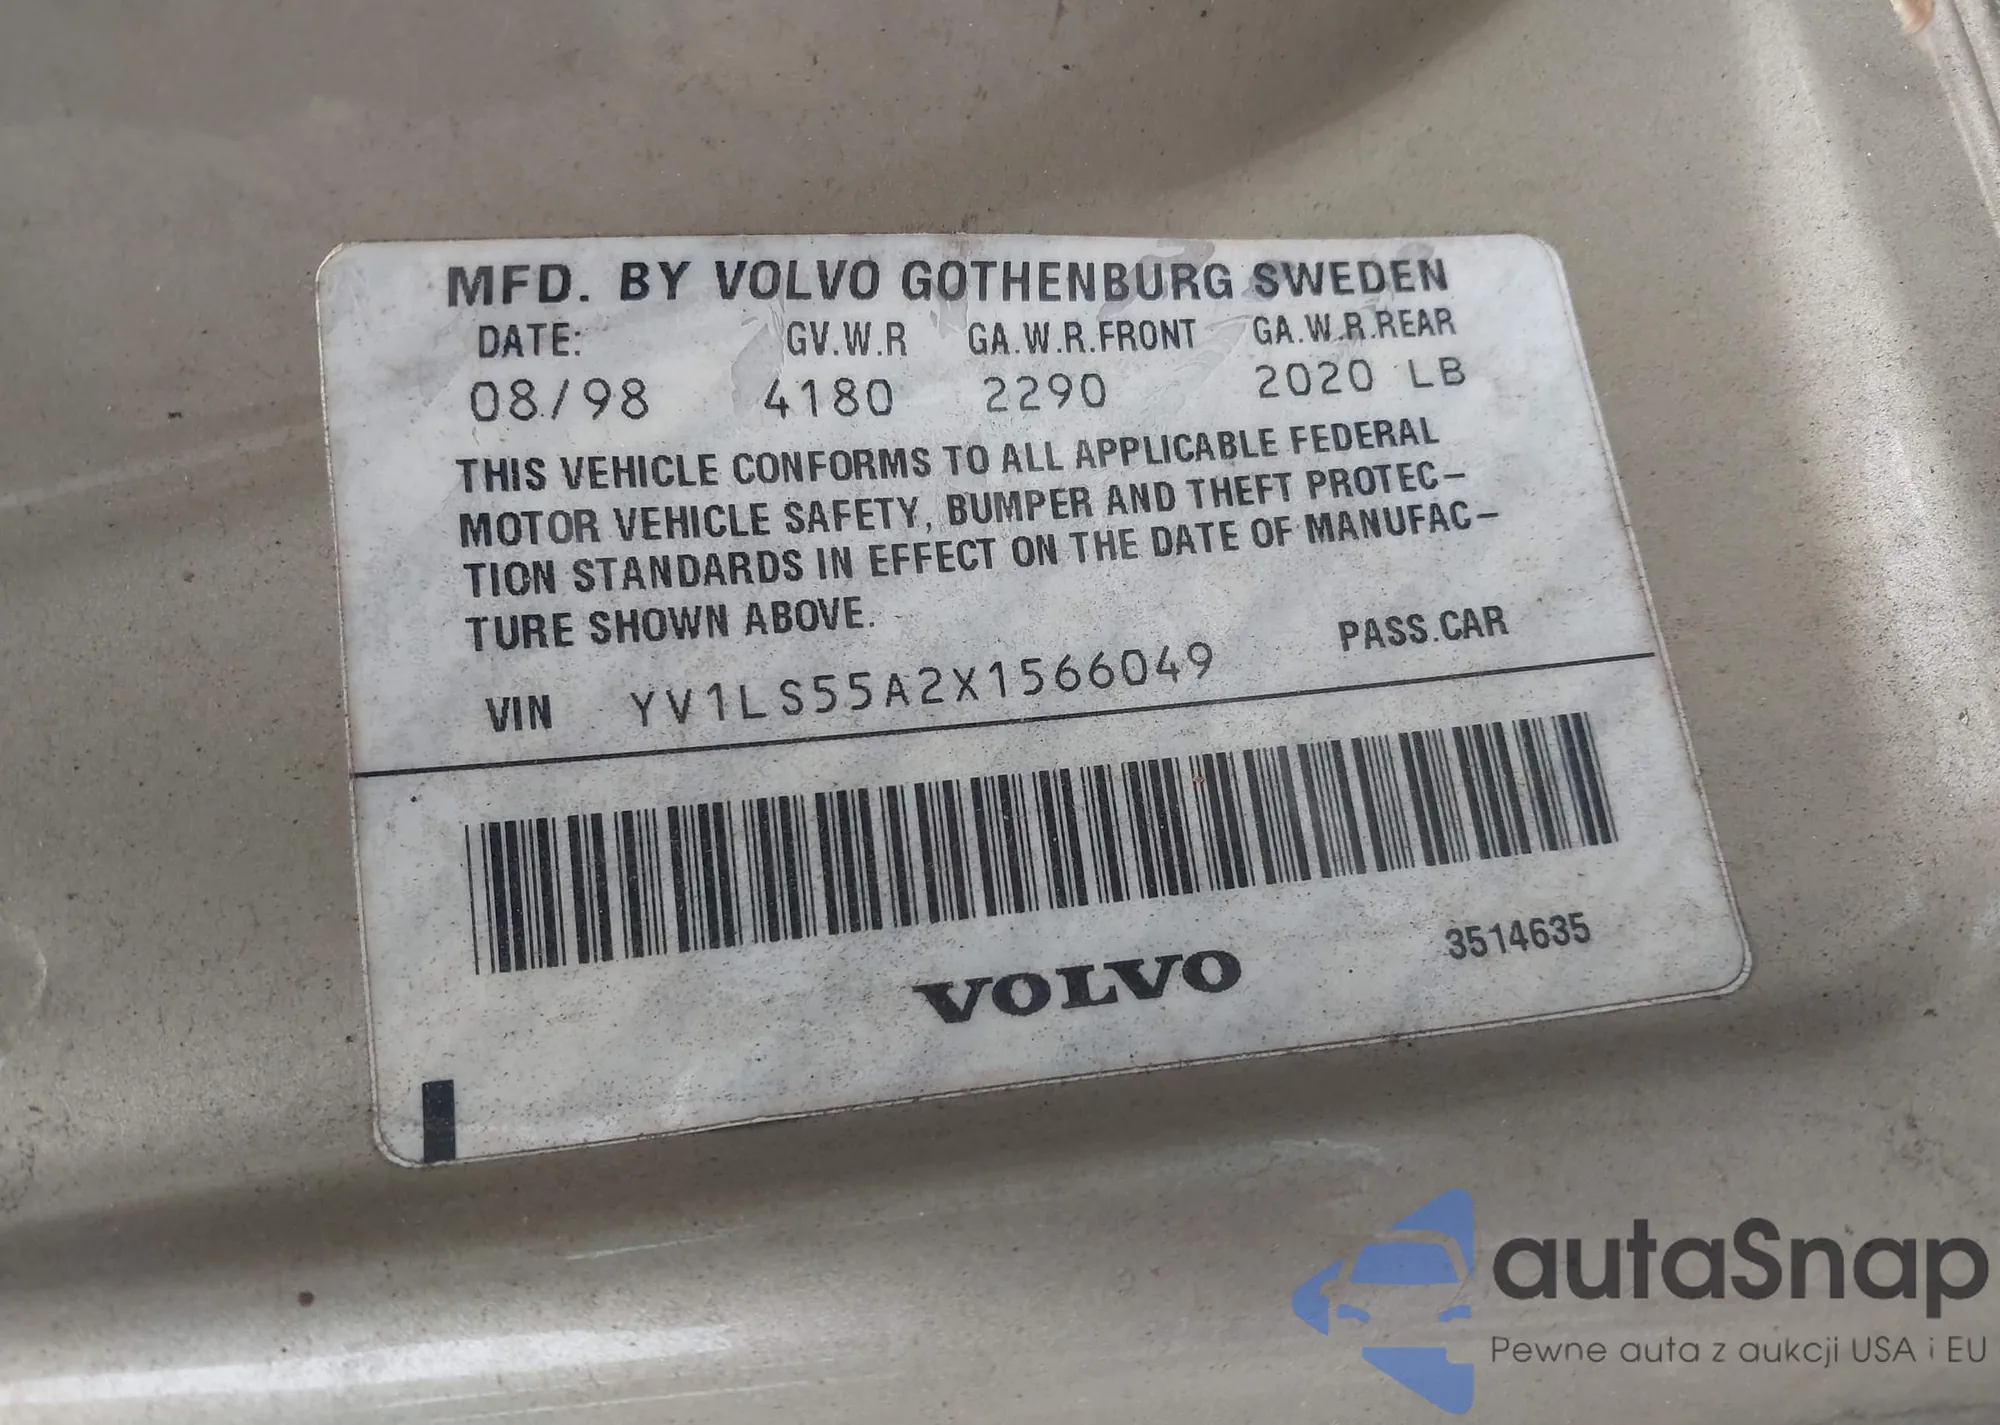 MFD. BY VOLVO GOTHENBURG SWEDEN
DATE: GV.W.R GA.W.R.FRONT GA.W.R.REAR
08/98 4180 2290 2020 LB
THIS VEHICLE CONFORMS TO ALL APPLICABLE FEDERAL
MOTOR VEHICLE SAFETY, BUMPER AND THEFT PROTEC-
TION STANDARDS IN EFFECT ON THE DATE OF MANUFAC-
TURE SHOWN ABOVE.
PASS.CAR
VIN YV1LS55A2X1566049
3514635
VOLVO
autaSnap
Pewne auta z aukcji USA i EU